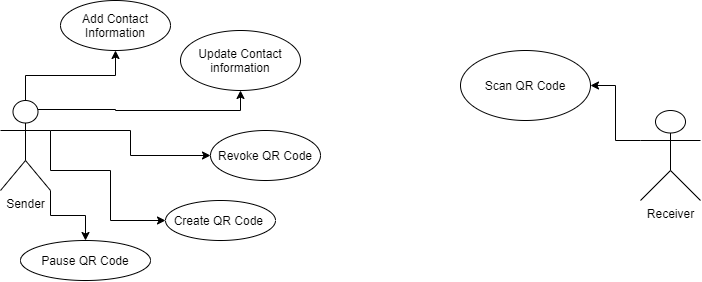 Add Contact
Information
Update Contact
information
Scan QR Code
Revoke QR Code
Sender
Receiver
Create QR Code
Pause QR Code